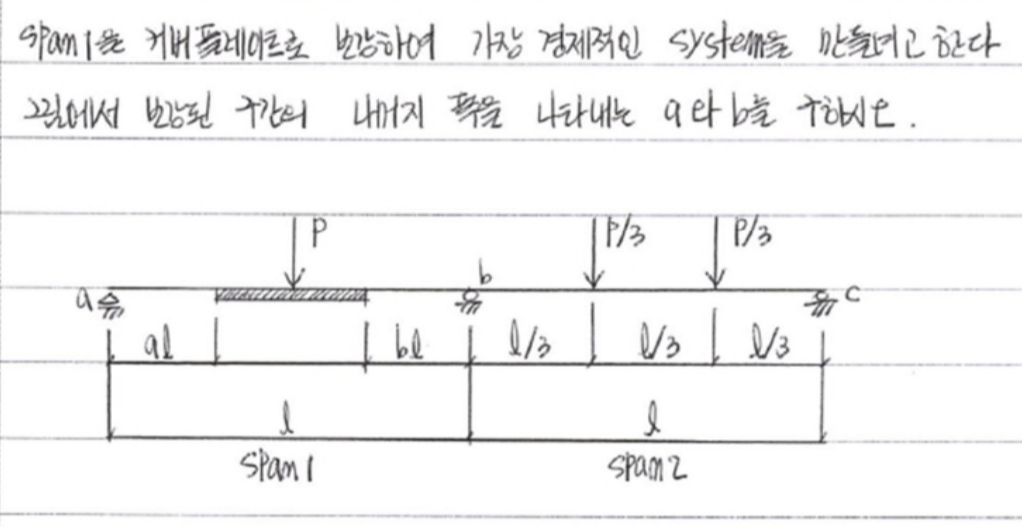 span1을 커버플레이트로 보강하여 가장 경제적인 system을 만들려고 한다
그림에서 보강된 구간의 나머지 폭을 나타내는 a와 b를 구하시오.
P P/3 P/3
a b c
al bl l/3 l/3 l/3
l l
span1 span2